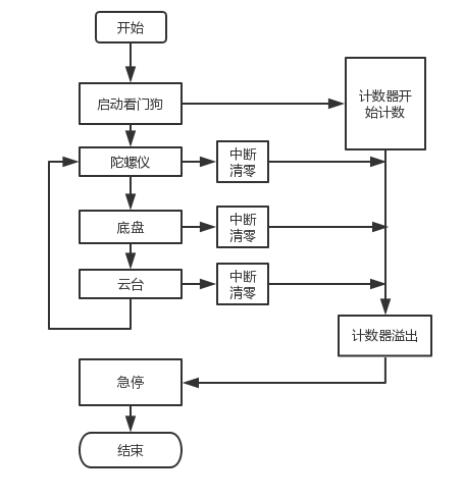 开始
启动看门狗
计数器开
始计数
陀螺仪
中断
清零
底盘
中断
清零
云台
中断
清零
计数器溢出
急停
结束